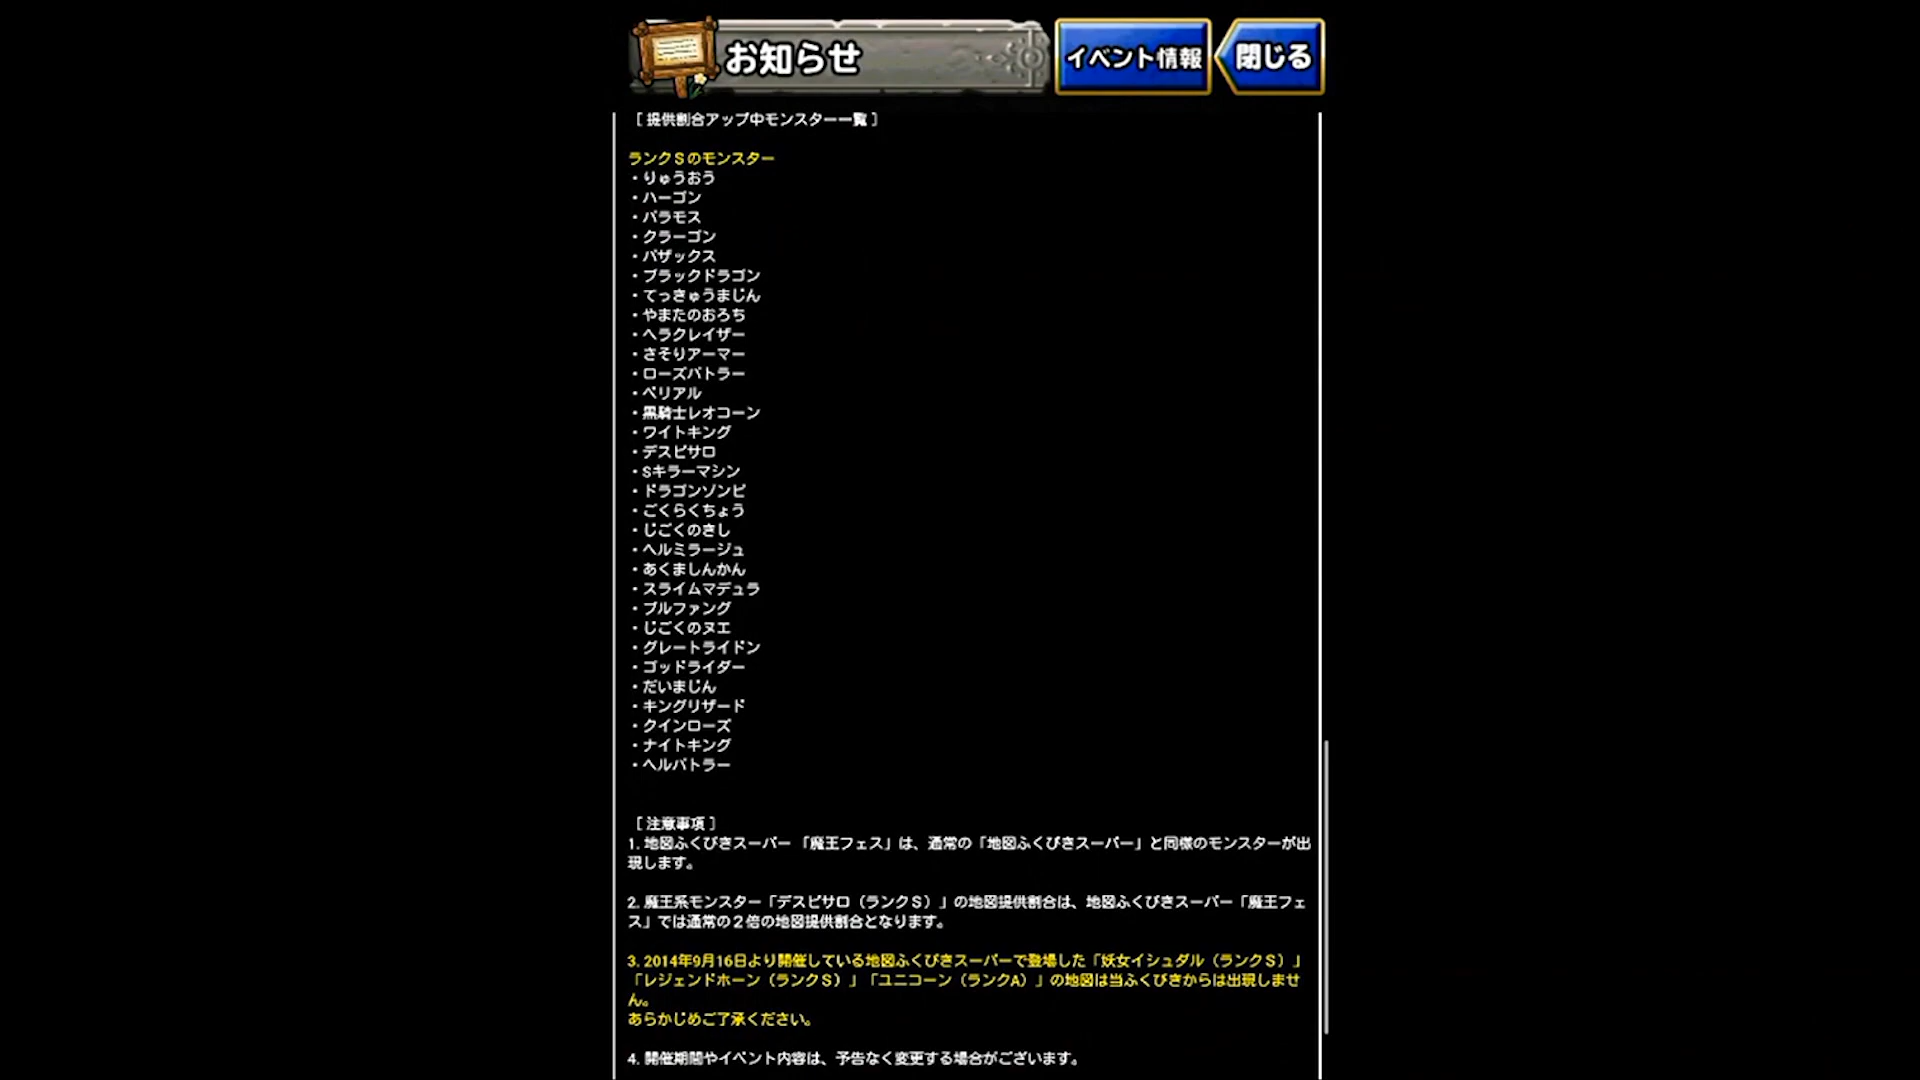 お知らせ
イベント情報
閉じる
［ 提供割合アップ中モンスター一覧 ］
ランクＳのモンスター
・りゅうおう
・ハーゴン
・バラモス
・クラーゴン
・バザックス
・ブラックドラゴン
・てっきゅうまじん
・やまたのおろち
・ヘラクレイザー
・さそりアーマー
・ローズバトラー
・ベリアル
・黒騎士レオコーン
・ワイトキング
・デスピサロ
・Sキラーマシン
・ドラゴンゾンビ
・ごくらくちょう
・じごくのきし
・ヘルミラージュ
・あくましんかん
・スライムマデュラ
・ブルファング
・じごくのヌエ
・グレートライドン
・ゴッドライダー
・だいまじん
・キングリザード
・クインローズ
・ナイトキング
・ヘルバトラー
［ 注意事項 ］
1. 地図ふくびきスーパー 「魔王フェス」は、通常の「地図ふくびきスーパー」と同様のモンスターが出
現します。
2. 魔王系モンスター「デスピサロ（ランクＳ）」の地図提供割合は、地図ふくびきスーパー「魔王フェ
ス」では通常の２倍の地図提供割合となります。
3. 2014年9月16日より開催している地図ふくびきスーパーで登場した「妖女イシュダル（ランクＳ）」
「レジェンドホーン（ランクＳ）」「ユニコーン（ランクA）」の地図は当ふくびきからは出現しませ
ん。
あらかじめご了承ください。
4. 開催期間やイベント内容は、予告なく変更する場合がございます。